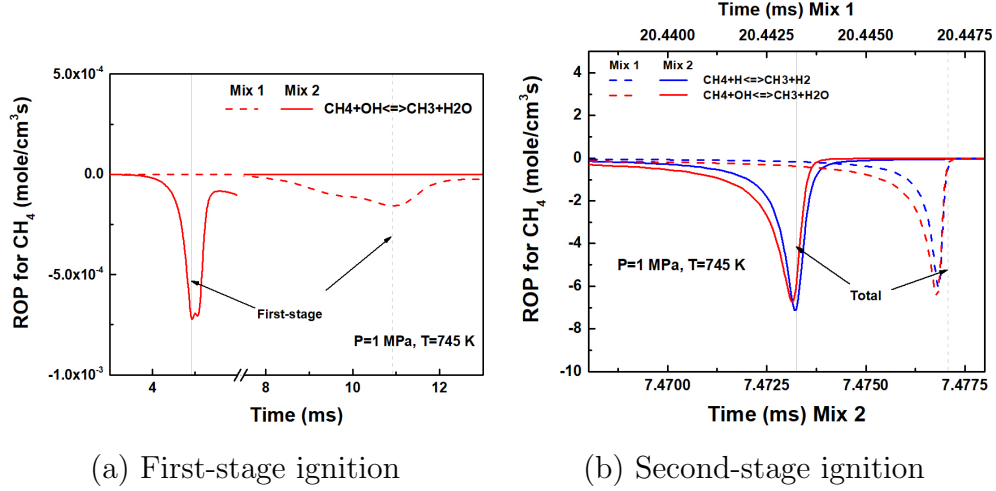 5.0x10-4
0.0
-5.0x10-4
-1.0x10-3
ROP for CH4 (mole/cm3s)
Mix 1 Mix 2
CH4+OH<=>CH3+H2O
First-stage
P=1 MPa, T=745 K
4 8 10 12
Time (ms)
(a) First-stage ignition
Time (ms) Mix 1
20.4400 20.4425 20.4450 20.4475
4
2
0
-2
-4
-6
-8
-10
ROP for CH4 (mole/cm3s)
Mix 1 Mix 2
CH4+H<=>CH3+H2
CH4+OH<=>CH3+H2O
P=1 MPa, T=745 K
Total
7.4700 7.4725 7.4750 7.4775
Time (ms) Mix 2
(b) Second-stage ignition